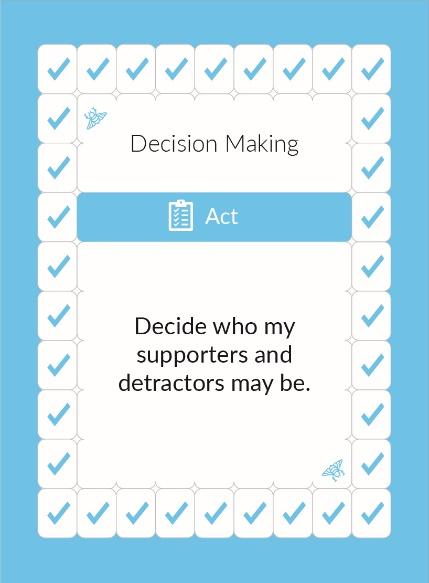 Decision Making
Act
Decide who my
supporters and
detractors may be.